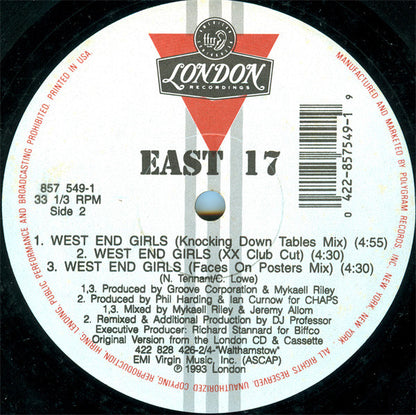 ffrr
LONDON
RECORDINGS
EAST 17
857 549-1
33 1/3 RPM
Side 2
0 422-857549-1 9
1. WEST END GIRLS (Knocking Down Tables Mix) (4:55)
2. WEST END GIRLS (XX Club Cut) (4:30)
3. WEST END GIRLS (Faces On Posters Mix) (4:30)
(N. Tennant/C. Lowe)
1,3. Produced by Groove Corporation & Mykaell Riley
2. Produced by Phil Harding & Ian Curnow for CHAPS
1,3. Mixed by Mykaell Riley & Jeremy Allom
2. Remixed & Additional Production by DJ Professor
Executive Producer: Richard Stannard for Biffco
Original Version from the London CD & Cassette
422 828 426-2/4-"Walthamstow"
EMI Virgin Music, Inc. (ASCAP)
℗ 1993 London
MANUFACTURED AND MARKETED BY POLYGRAM RECORDS, INC. NEW YORK, NEW YORK. ALL RIGHTS RESERVED. UNAUTHORIZED COPYING, REPRODUCTION, HIRING, LENDING, PUBLIC PERFORMANCE AND BROADCASTING PROHIBITED. PRINTED IN USA.